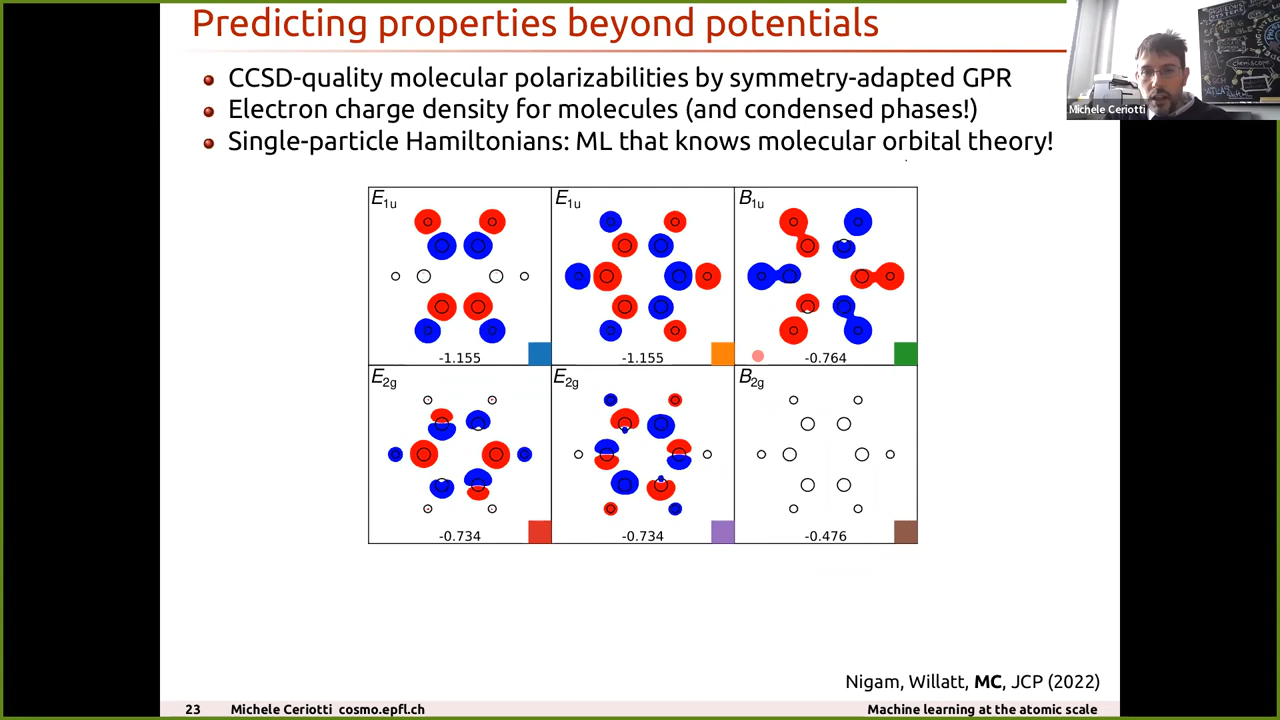 Predicting properties beyond potentials
CCSD-quality molecular polarizabilities by symmetry-adapted GPR
Electron charge density for molecules (and condensed phases!)
Single-particle Hamiltonians: ML that knows molecular orbital theory!
Michele Ceriotti
E1u E1u B1u
-1.155 -1.155 -0.764
E2g E2g B2g
-0.734 -0.734 -0.476
Nigam, Willatt, MC, JCP (2022)
23 Michele Ceriotti cosmo.epfl.ch Machine learning at the atomic scale